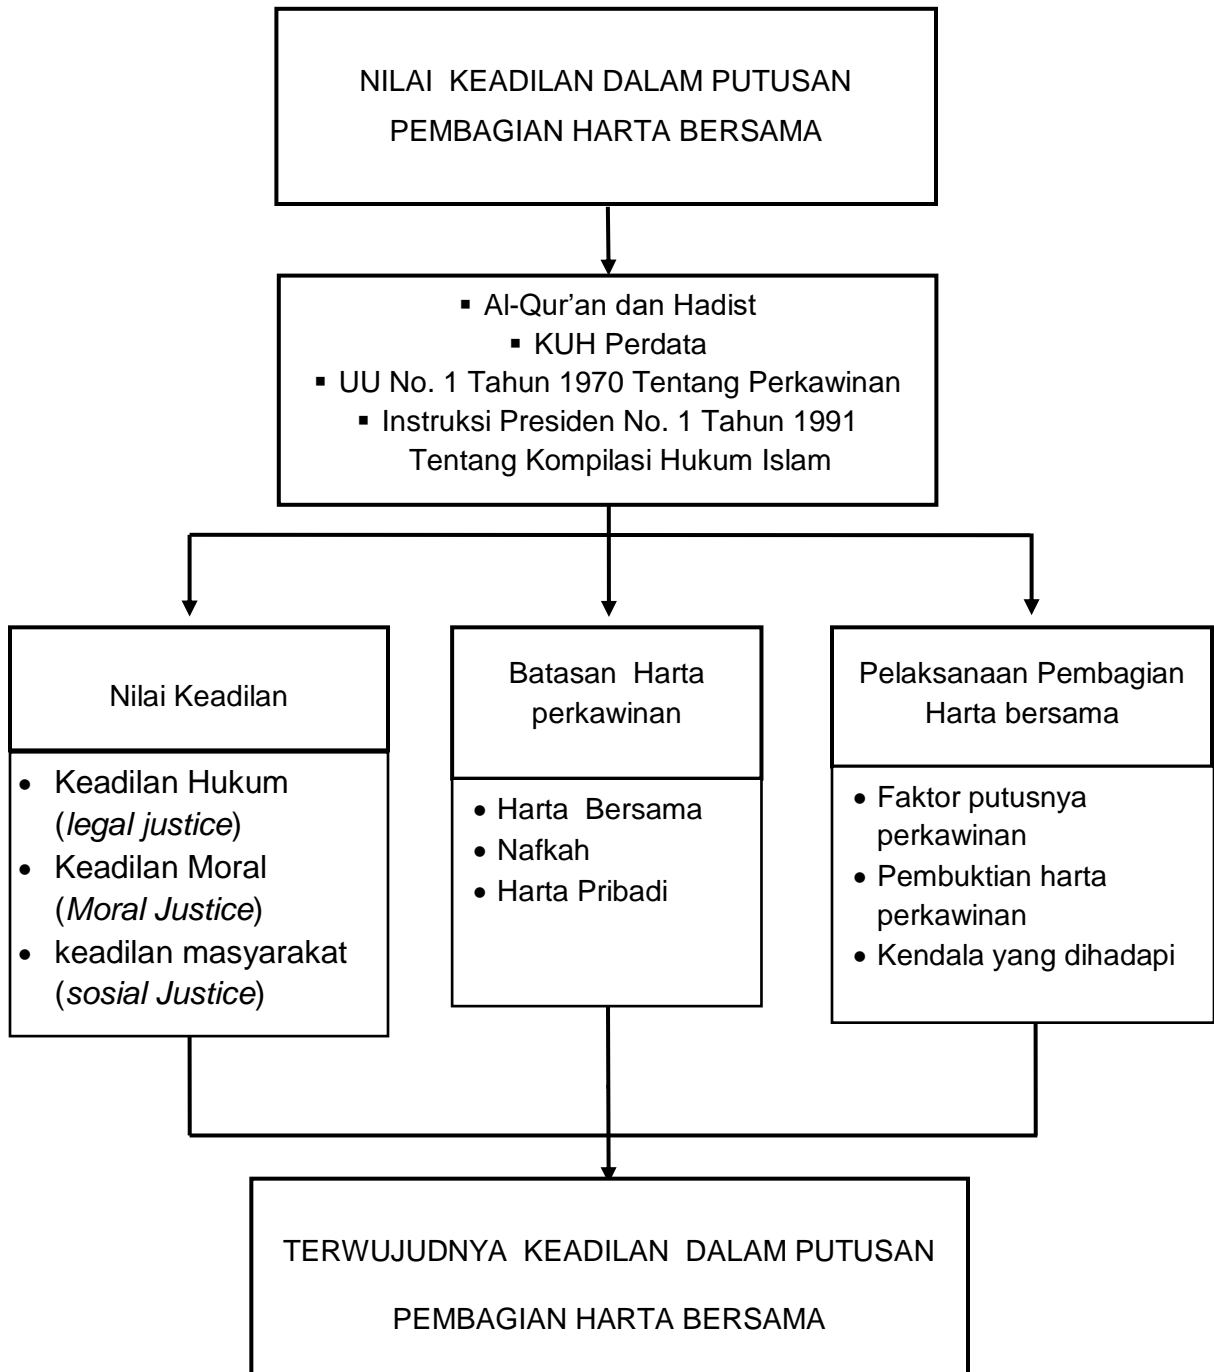 NILAI KEADILAN DALAM PUTUSAN
PEMBAGIAN HARTA BERSAMA
▪ Al-Qur’an dan Hadist
▪ KUH Perdata
▪ UU No. 1 Tahun 1970 Tentang Perkawinan
▪ Instruksi Presiden No. 1 Tahun 1991
Tentang Kompilasi Hukum Islam
Nilai Keadilan
• Keadilan Hukum
(legal justice)
• Keadilan Moral
(Moral Justice)
• keadilan masyarakat
(sosial Justice)
Batasan Harta
perkawinan
• Harta Bersama
• Nafkah
• Harta Pribadi
Pelaksanaan Pembagian
Harta bersama
• Faktor putusnya
perkawinan
• Pembuktian harta
perkawinan
• Kendala yang dihadapi
TERWUJUDNYA KEADILAN DALAM PUTUSAN
PEMBAGIAN HARTA BERSAMA